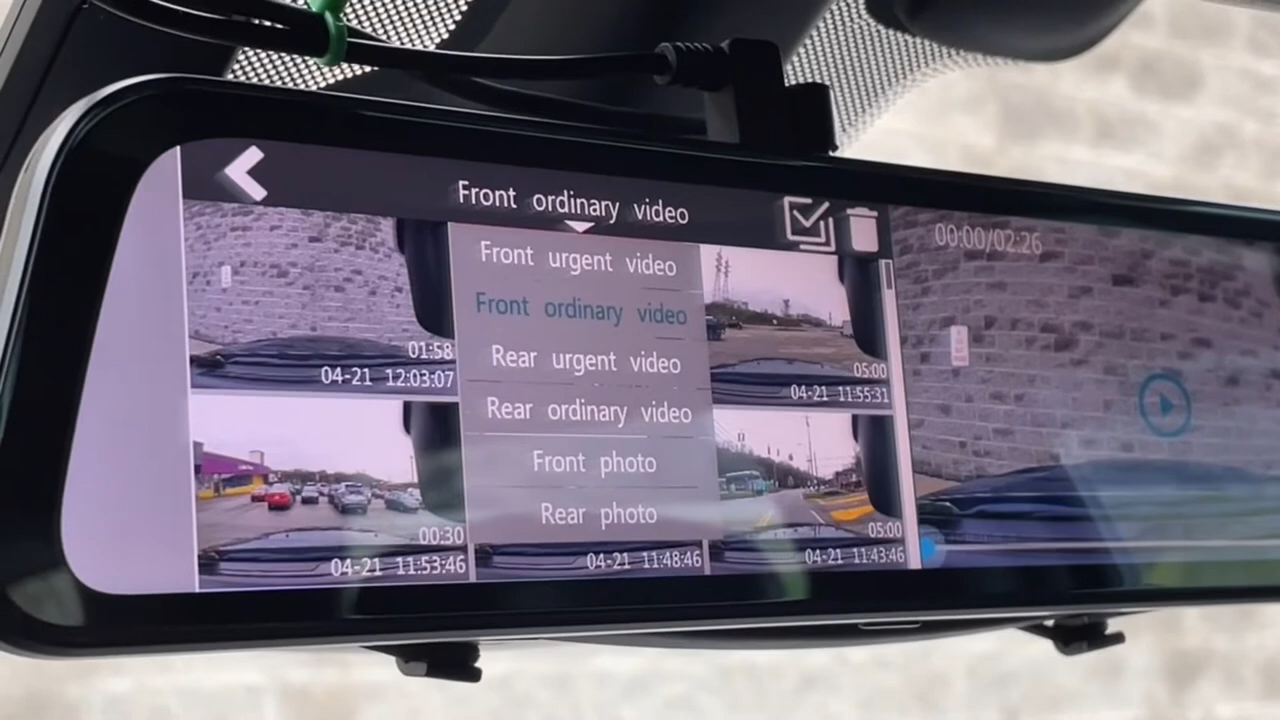 Front ordinary video
00:00/02:26
Front urgent video
Front ordinary video
Rear urgent video
Rear ordinary video
Front photo
Rear photo
01:58
04-21 12:03:07
05:00
04-21 11:55:31
00:30
04-21 11:53:46
04-21 11:48:46
05:00
04-21 11:43:46